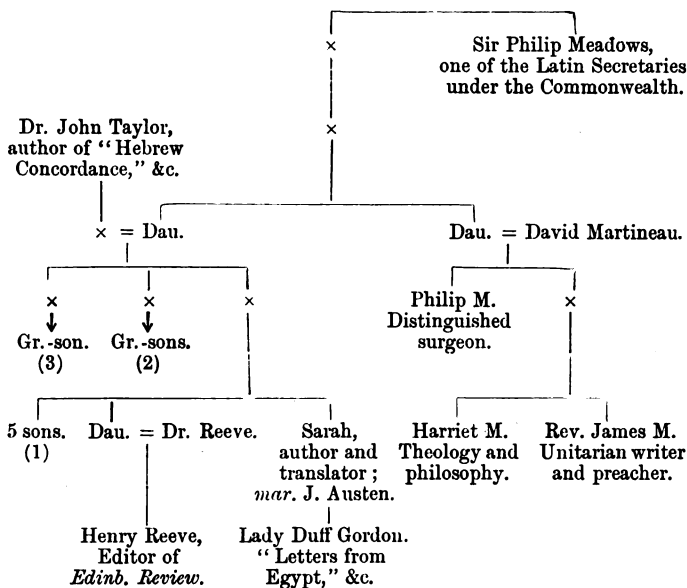 ×
Sir Philip Meadows,
one of the Latin Secretaries
under the Commonwealth.
×
Dr. John Taylor,
author of “Hebrew
Concordance,” &c.
× = Dau.
Dau. = David Martineau.
× × ×
Philip M.
Distinguished
surgeon.
×
Gr.-son.
(3)
Gr.-sons.
(2)
5 sons.
(1)
Dau. = Dr. Reeve.
Sarah,
author and
translator ;
mar. J. Austen.
Harriet M.
Theology and
philosophy.
Rev. James M.
Unitarian writer
and preacher.
Henry Reeve,
Editor of
Edinb. Review.
Lady Duff Gordon.
“Letters from
Egypt,” &c.